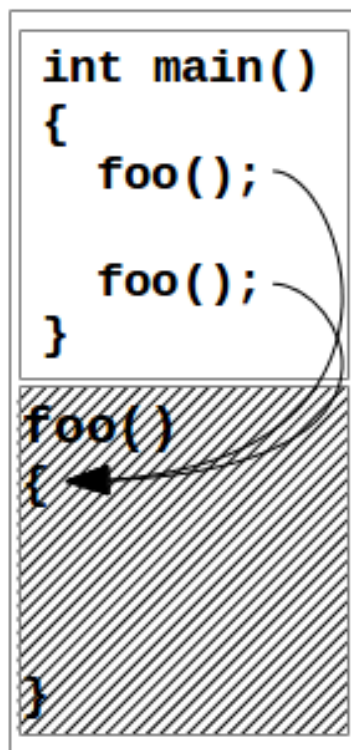 int main()
{
foo();
foo();
}
foo()
{
}